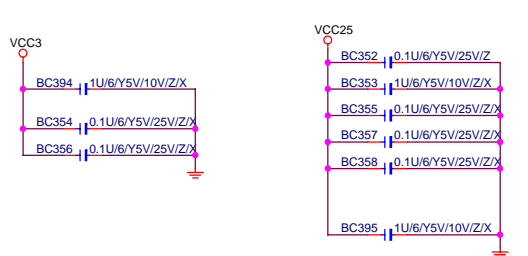 VCC3
BC394 1U/6/Y5V/10V/Z/X
BC354 0.1U/6/Y5V/25V/Z/X
BC356 0.1U/6/Y5V/25V/Z/X
VCC25
BC352 0.1U/6/Y5V/25V/Z
BC353 1U/6/Y5V/10V/Z/X
BC355 0.1U/6/Y5V/25V/Z/X
BC357 0.1U/6/Y5V/25V/Z/X
BC358 0.1U/6/Y5V/25V/Z/X
BC395 1U/6/Y5V/10V/Z/X